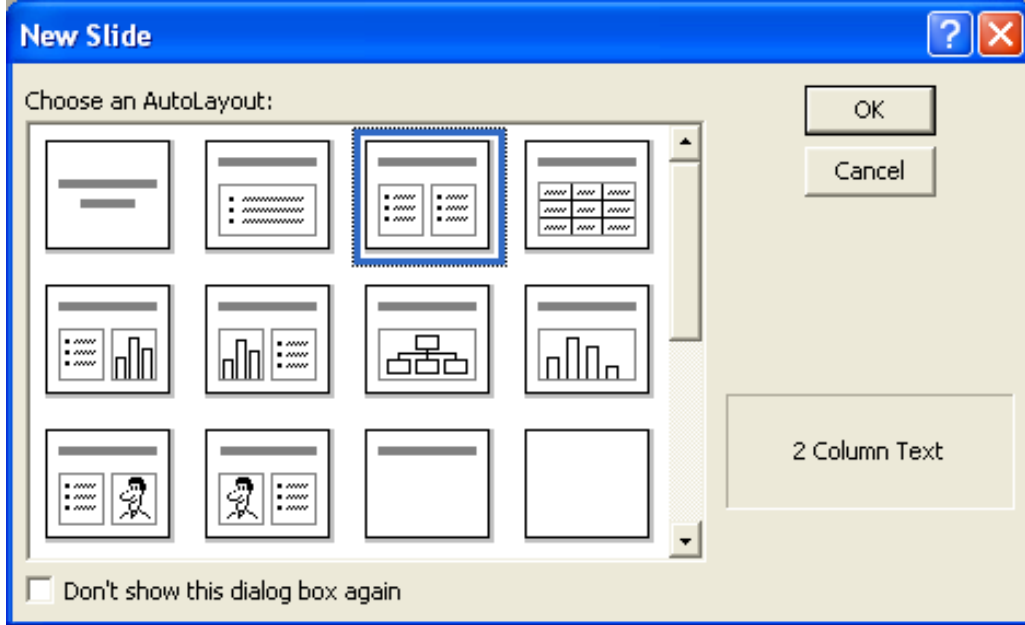 New Slide
Choose an AutoLayout:
OK
Cancel
2 Column Text
Don't show this dialog box again